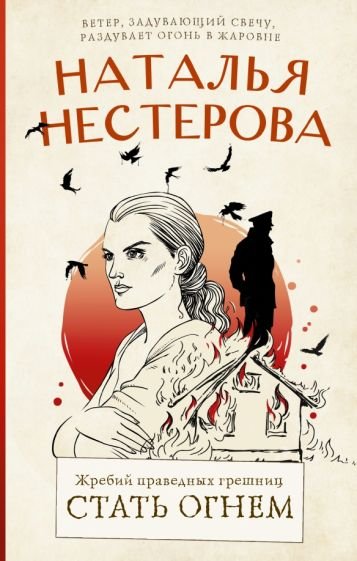 ВЕТЕР, ЗАДУВАЮЩИЙ СВЕЧУ,
РАЗДУВАЕТ ОГОНЬ В ЖАРОВНЕ
НАТАЛЬЯ
НЕСТЕРОВА
Жребий праведных грешниц
СТАТЬ ОГНЕМ